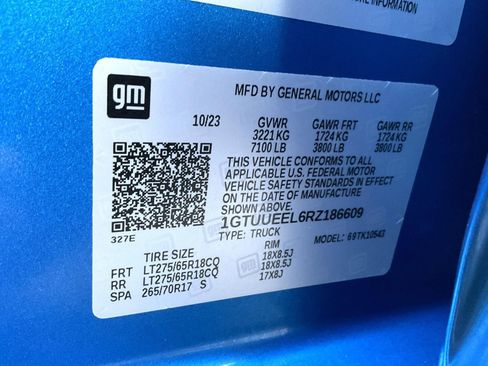 RE INFORMATION
gm
MFD BY GENERAL MOTORS LLC
10/23 GVWR GAWR FRT GAWR RR
3221 KG 1724 KG 1724 KG
7100 LB 3800 LB 3800 LB
THIS VEHICLE CONFORMS TO ALL
APPLICABLE U.S. FEDERAL MOTOR
VEHICLE SAFETY STANDARDS IN EFFECT
ON THE DATE OF MANUFACTURE SHOWN ABOVE.
1GTUUEEL6RZ186609
327E TYPE: TRUCK MODEL: 69TK10543
TIRE SIZE RIM
FRT LT275/65R18CQ 18X8.5J
RR LT275/65R18CQ 18X8.5J
SPA 265/70R17 S 17X8J